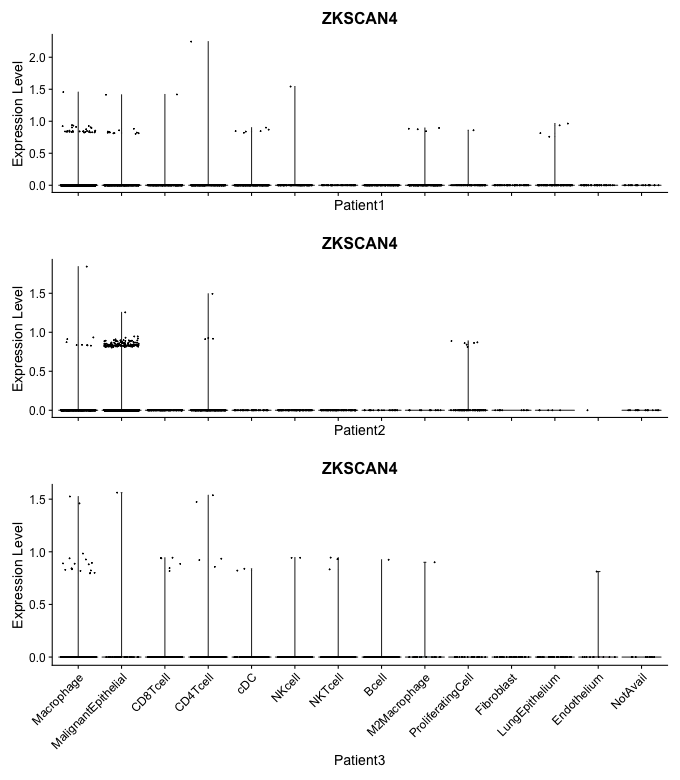 ZKSCAN4
Expression Level
2.0
1.5
1.0
0.5
0.0
Patient1
ZKSCAN4
Expression Level
1.5
1.0
0.5
0.0
Patient2
ZKSCAN4
Expression Level
1.5
1.0
0.5
0.0
Macrophage
MalignantEpithelial
CD8Tcell
CD4Tcell
cDC
NKcell
NKTcell
Bcell
M2Macrophage
ProliferatingCell
Fibroblast
LungEpithelium
Endothelium
NotAvail
Patient3